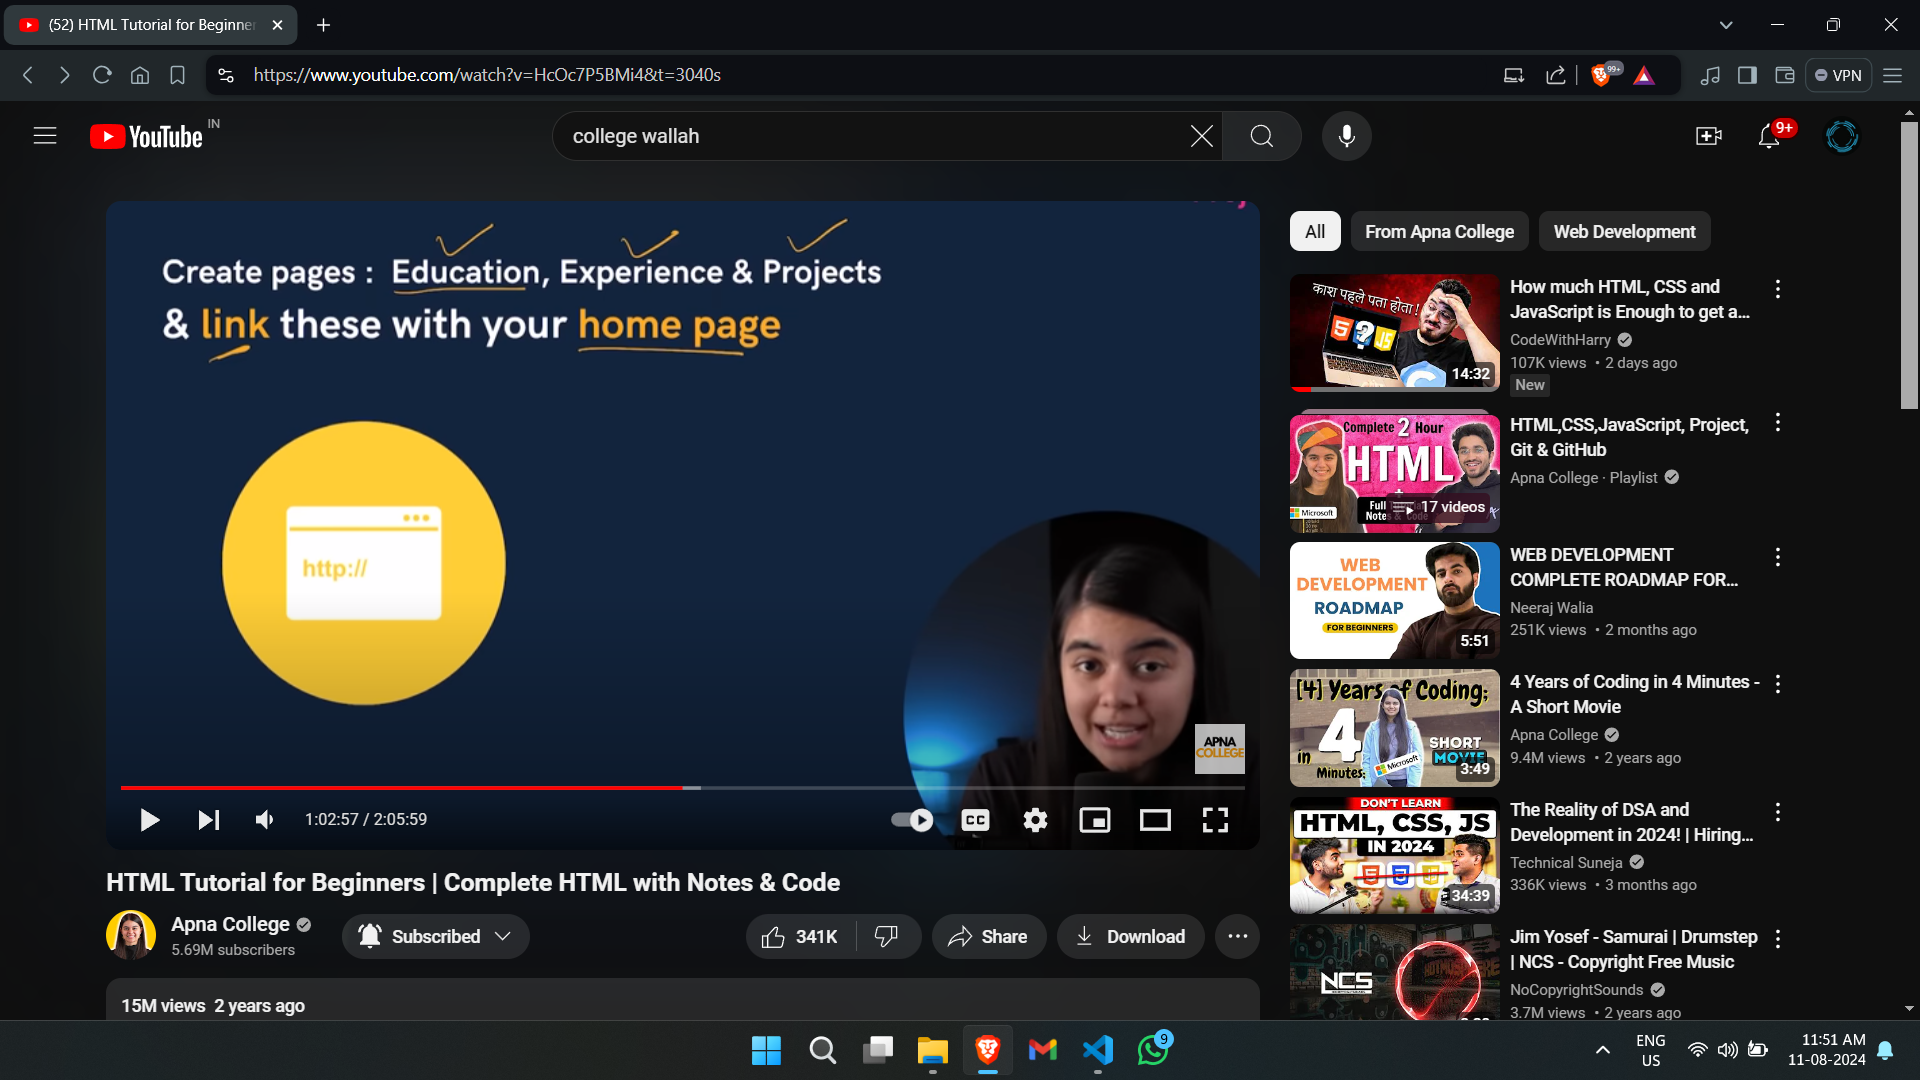 (52) HTML Tutorial for Beginner
https://www.youtube.com/watch?v=HcOc7P5BMi4&t=3040s
99+
VPN
YouTube IN
college wallah
9+
Create pages : Education, Experience & Projects
& link these with your home page
http://
APNA
COLLEGE
1:02:57 / 2:05:59
CC
HTML Tutorial for Beginners | Complete HTML with Notes & Code
Apna College
5.69M subscribers
Subscribed
341K
Share
Download
15M views 2 years ago
All
From Apna College
Web Development
काश पहले पता होता !
5 ? JS
14:32
How much HTML, CSS and
JavaScript is Enough to get a...
CodeWithHarry
107K views • 2 days ago
New
Complete 2 Hour
HTML
Microsoft
Full
Notes
17 videos
HTML,CSS,JavaScript, Project,
Git & GitHub
Apna College · Playlist
WEB
DEVELOPMENT
ROADMAP
FOR BEGINNERS
5:51
WEB DEVELOPMENT
COMPLETE ROADMAP FOR...
Neeraj Walia
251K views • 2 months ago
[4] Years of Coding;
in 4 Minutes;
Microsoft
SHORT
MOVIE
3:49
4 Years of Coding in 4 Minutes -
A Short Movie
Apna College
9.4M views • 2 years ago
DON'T LEARN
HTML, CSS, JS
IN 2024
34:39
The Reality of DSA and
Development in 2024! | Hiring...
Technical Suneja
336K views • 3 months ago
NCS
Jim Yosef - Samurai | Drumstep
| NCS - Copyright Free Music
NoCopyrightSounds
3.7M views • 2 years ago
9
ENG
US
11:51 AM
11-08-2024